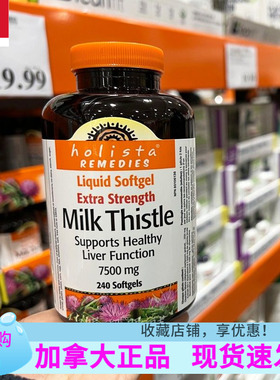 9.99
holista
REMEDIES
Liquid Softgel
Extra Strength
Milk Thistle
Supports Healthy
Liver Function
7500 mg
240 Softgels
购
收藏店铺，享优惠！
加拿大正品 现货速发